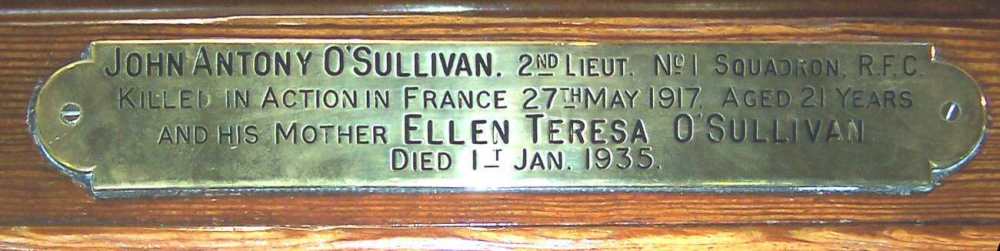 JOHN ANTONY O'SULLIVAN. 2ND LIEUT. No 1 SQUADRON. R.F.C.
KILLED IN ACTION IN FRANCE 27TH MAY 1917. AGED 21 YEARS
AND HIS MOTHER ELLEN TERESA O'SULLIVAN
DIED 1ST JAN. 1935.